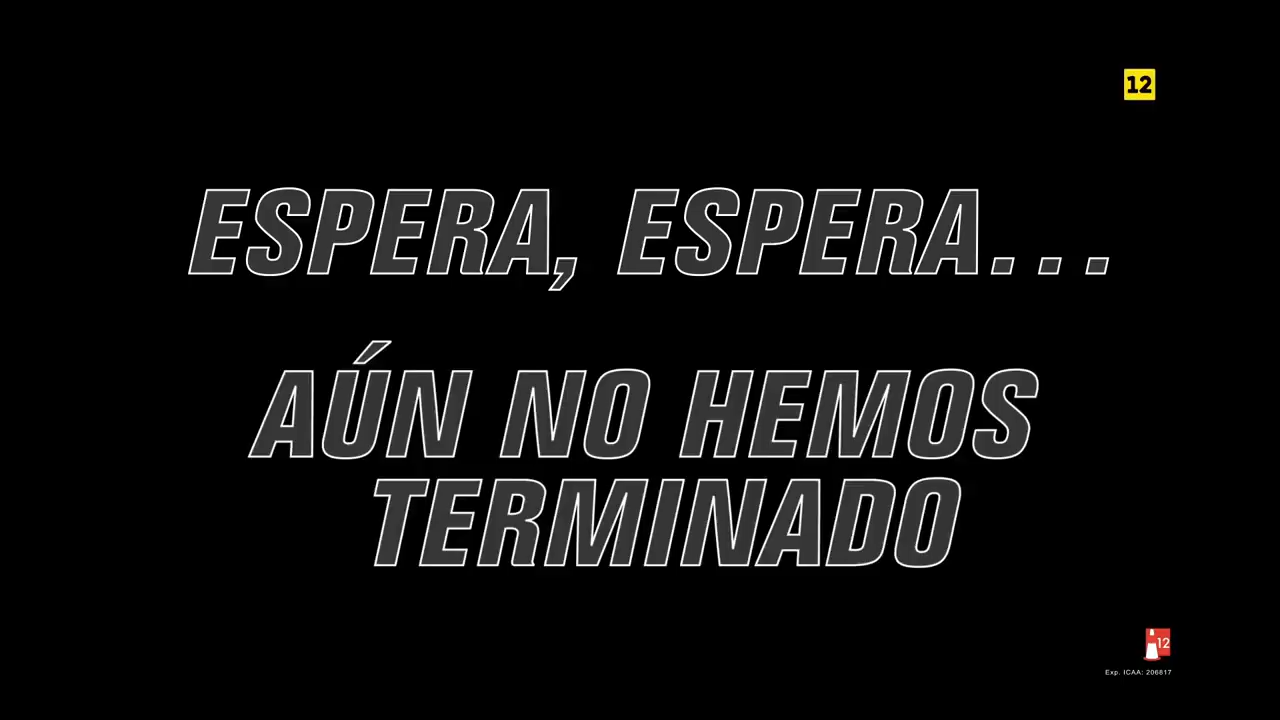 12
ESPERA, ESPERA...
AÚN NO HEMOS
TERMINADO
12
Exp. ICAA: 206817